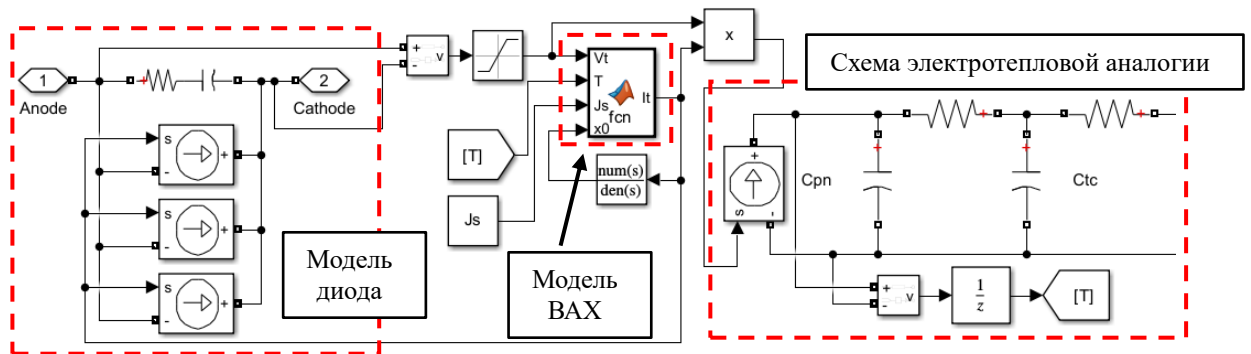 1
Anode
2
Cathode
s
-
+
s
-
+
s
-
+
Модель
диода
+
-
v
Vt
T
Js
x0
fcn
It
[T]
Js
num(s)
den(s)
Модель
ВАХ
x
Схема электротепловой аналогии
+
s
-
Cpn
Ctc
+
-
v
1
z
[T]